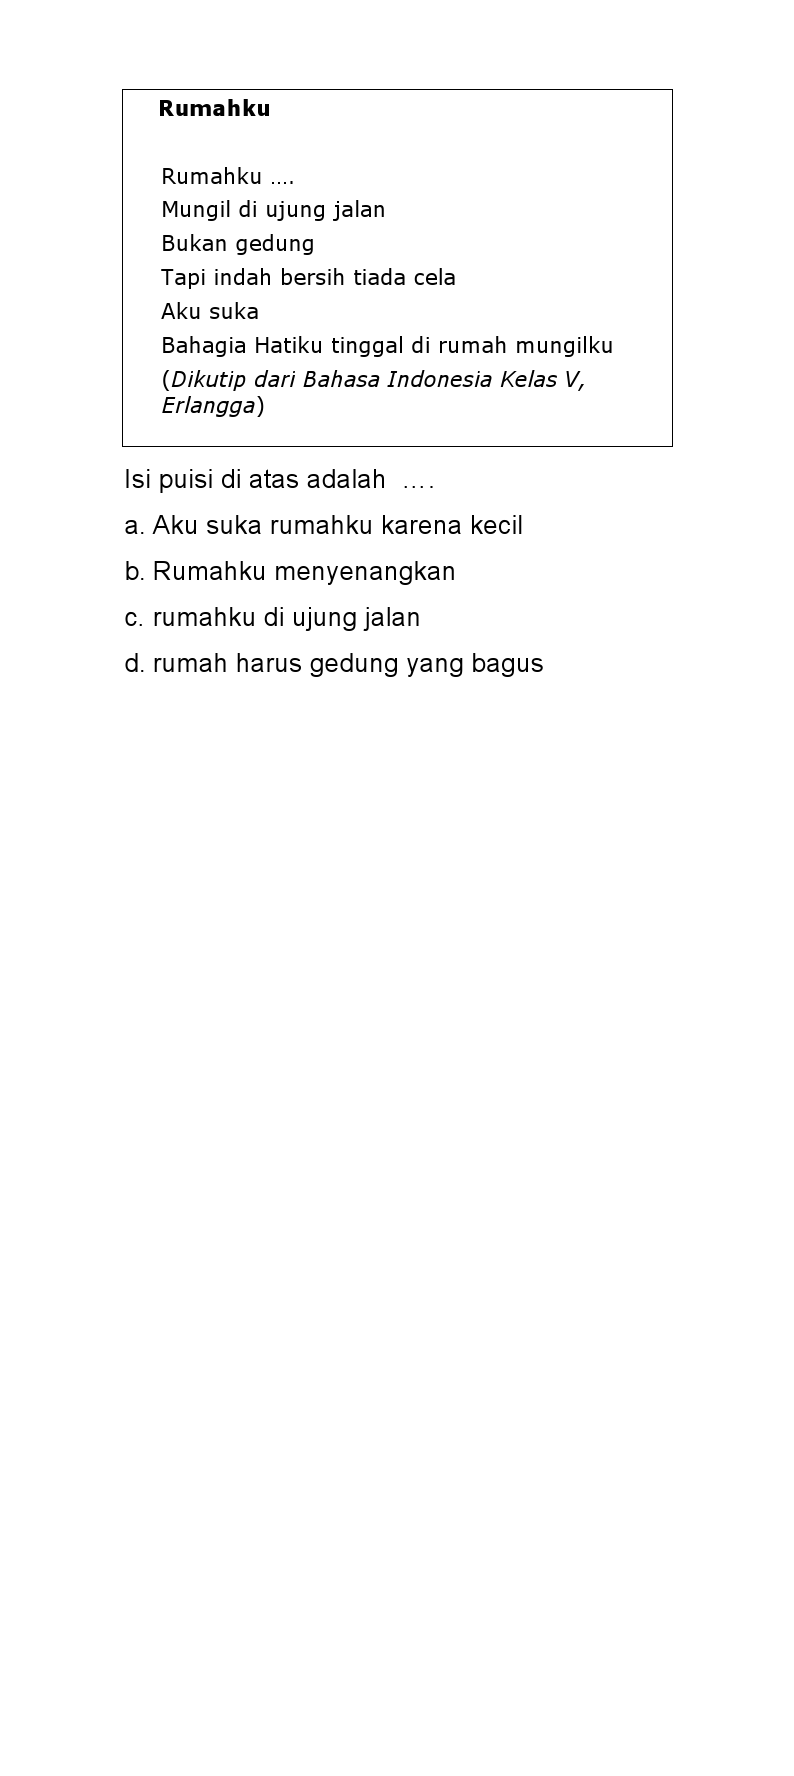 Rumahku
Rumahku ….
Mungil di ujung jalan
Bukan gedung
Tapi indah bersih tiada cela
Aku suka
Bahagia Hatiku tinggal di rumah mungilku
(Dikutip dari Bahasa Indonesia Kelas V,
Erlangga)
Isi puisi di atas adalah ….
a. Aku suka rumahku karena kecil
b. Rumahku menyenangkan
c. rumahku di ujung jalan
d. rumah harus gedung yang bagus